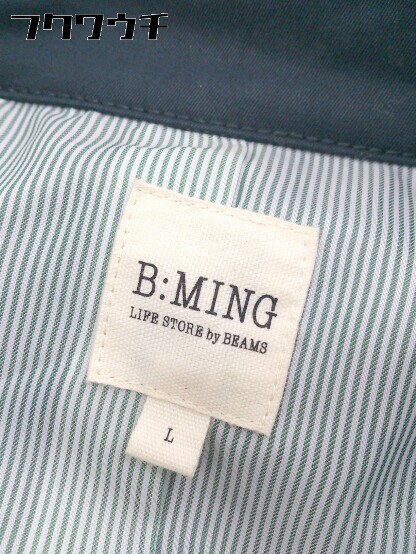 フクワウチ
B:MING
LIFE STORE by BEAMS
L